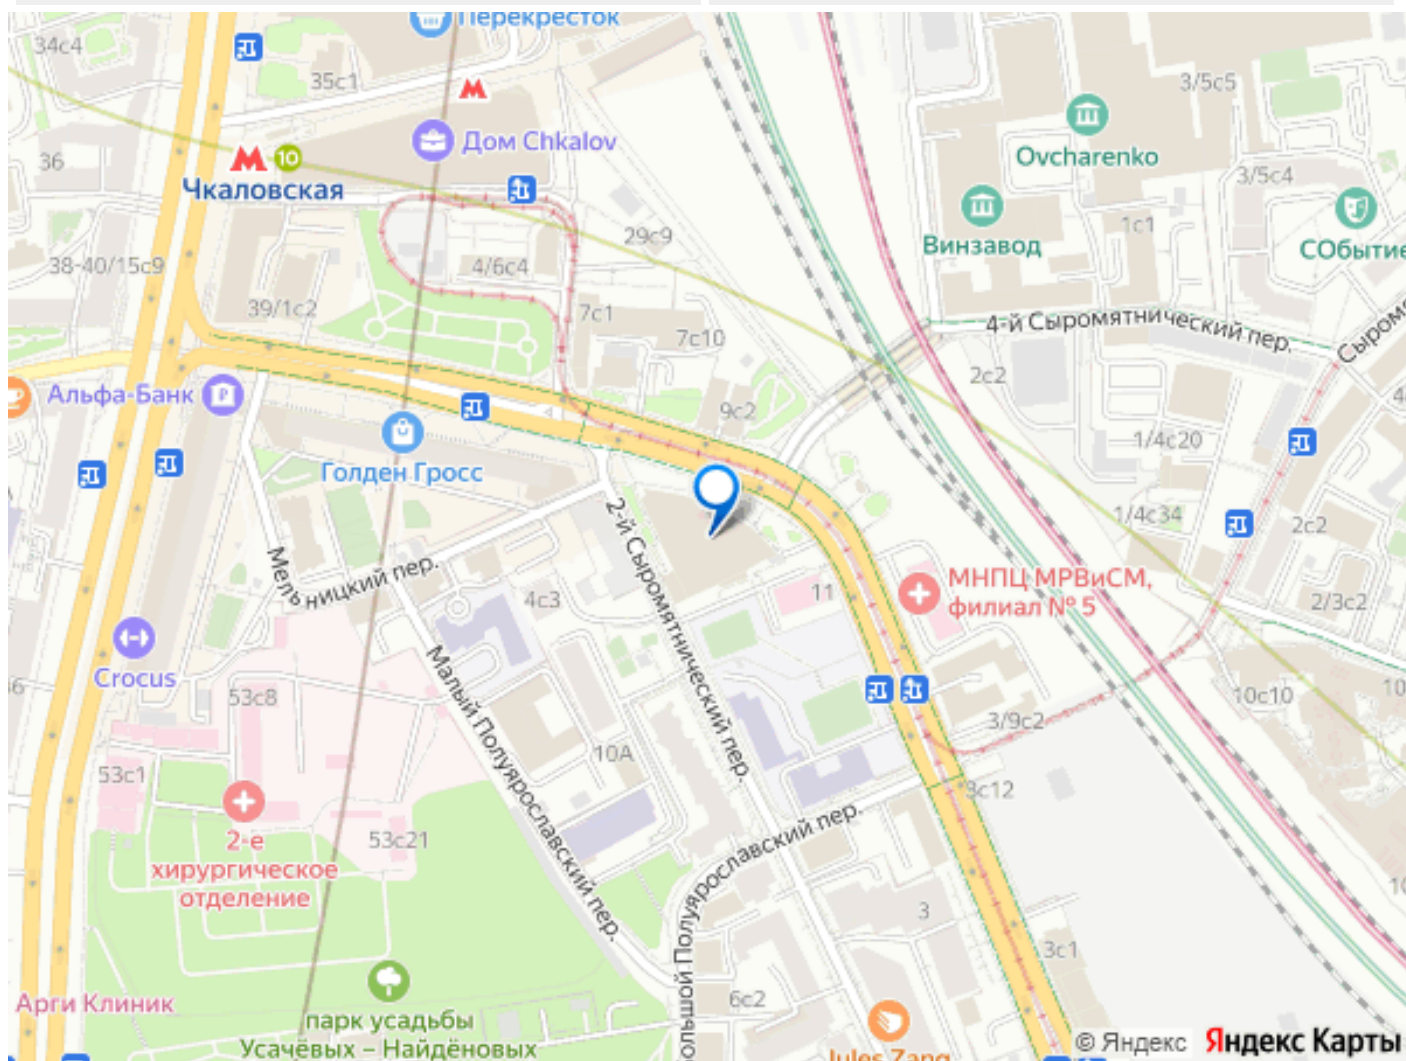 Перекресток
34с4
35с1
3/5с5
Дом Chkalov
Ovcharenko
36
10
Чкаловская
3/5с4
1с1
29с9
Винзавод
СОбытие
38-40/15с9
4/6с4
39/1с2
7с1
7с10
4-й Сыромятнический пер.
2с2
Альфа-Банк
9с2
1/4с20
Голден Гросс
1/4с34
2с2
2-й Сыромятнический пер.
Мельницкий пер.
4с3
11
МНПЦ МРВиСМ,
филиал № 5
2/3с2
Crocus
53с8
Малый Полуярославский пер.
10с10
10
3/9с2
53с1
10А
3с12
2-е
хирургическое
отделение
53с21
Большой Полуярославский пер.
3
3с1
Арги Клиник
6с2
парк усадьбы
Усачёвых – Найдёновых
Jules Zang
© Яндекс
Яндекс Карты